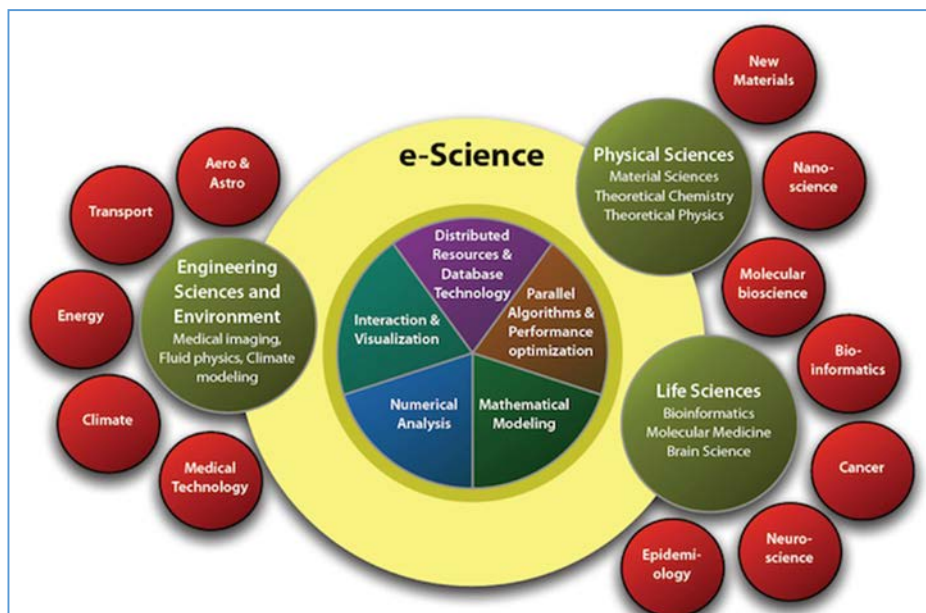 e-Science
Distributed
Resources &
Database
Technology
Parallel
Algorithms &
Performance
optimization
Mathematical
Modeling
Numerical
Analysis
Interaction &
Visualization
Engineering
Sciences and
Environment
Medical imaging,
Fluid physics, Climate
modeling
Aero &
Astro
Transport
Energy
Climate
Medical
Technology
Physical Sciences
Material Sciences
Theoretical Chemistry
Theoretical Physics
New
Materials
Nano-
science
Molecular
bioscience
Life Sciences
Bioinformatics
Molecular Medicine
Brain Science
Bio-
informatics
Cancer
Neuro-
science
Epidemi-
ology